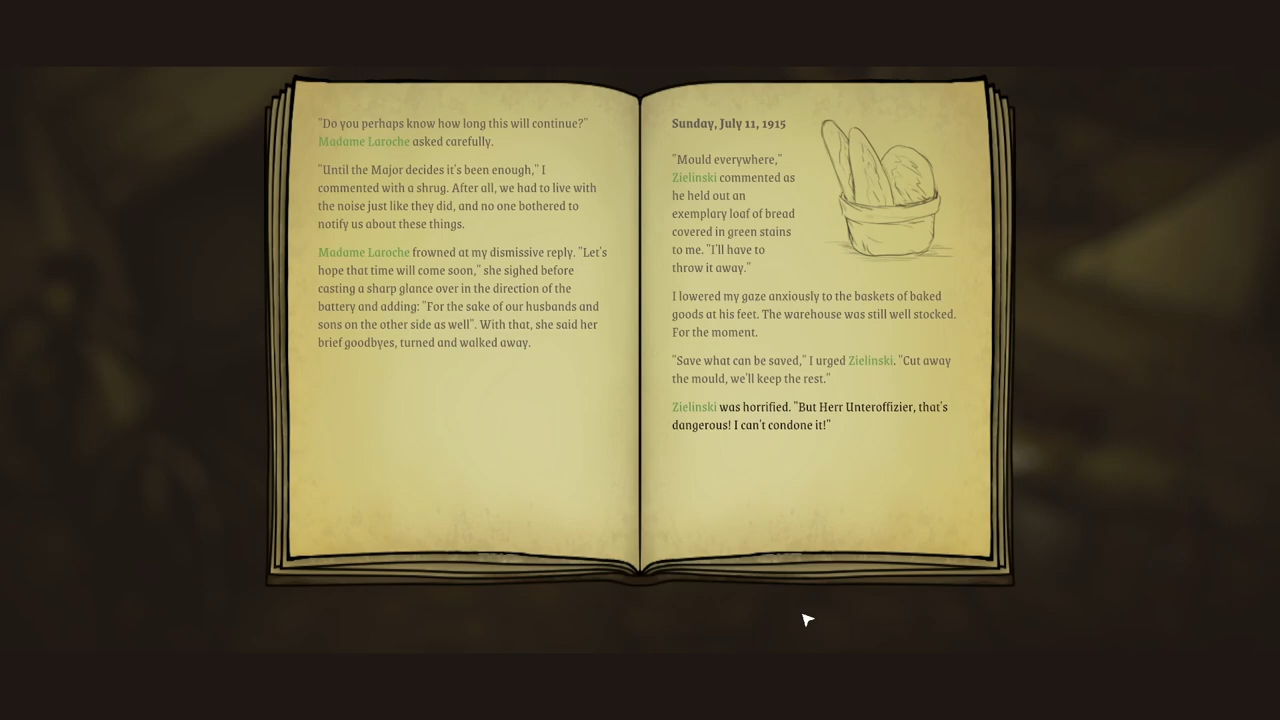 "Do you perhaps know how long this will continue?"
Madame Laroche asked carefully.
"Until the Major decides it's been enough," I
commented with a shrug. After all, we had to live with
the noise just like they did, and no one bothered to
notify us about these things.
Madame Laroche frowned at my dismissive reply. "Let's
hope that time will come soon," she sighed before
casting a sharp glance over in the direction of the
battery and adding: "For the sake of our husbands and
sons on the other side as well". With that, she said her
brief goodbyes, turned and walked away.
Sunday, July 11, 1915
"Mould everywhere,"
Zielinski commented as
he held out an
exemplary loaf of bread
covered in green stains
to me. "I'll have to
throw it away."
I lowered my gaze anxiously to the baskets of baked
goods at his feet. The warehouse was still well stocked.
For the moment.
"Save what can be saved," I urged Zielinski. "Cut away
the mould, we'll keep the rest."
Zielinski was horrified. "But Herr Unteroffizier, that's
dangerous! I can't condone it!"